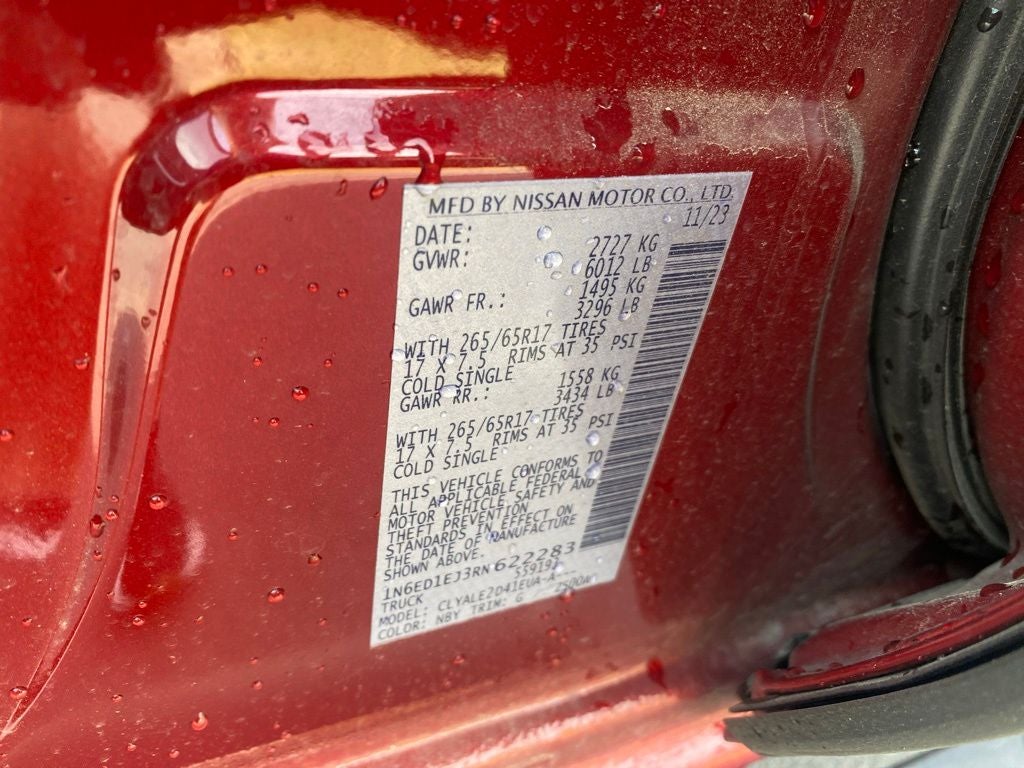 MFD BY NISSAN MOTOR CO., LTD.
DATE: 11/23
GVWR: 2727 KG
6012 LB
GAWR FR.: 1495 KG
3296 LB
WITH 265/65R17 TIRES
17 X 7.5 RIMS AT 35 PSI
COLD SINGLE
GAWR RR.: 1558 KG
3434 LB
WITH 265/65R17 TIRES
17 X 7.5 RIMS AT 35 PSI
COLD SINGLE
THIS VEHICLE CONFORMS TO
ALL APPLICABLE FEDERAL
MOTOR VEHICLE SAFETY AND
THEFT PREVENTION
STANDARDS IN EFFECT ON
THE DATE OF MANUFACTURE
SHOWN ABOVE.
1N6ED1EJ3RN622283
TRUCK
MODEL: CLYALE2D41EUA-A---
COLOR: NBY TRIM: G